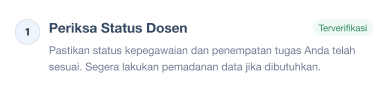 1
Periksa Status Dosen
Terverifikasi
Pastikan status kepegawaian dan penempatan tugas Anda telah
sesuai. Segera lakukan pemadanan data jika dibutuhkan.